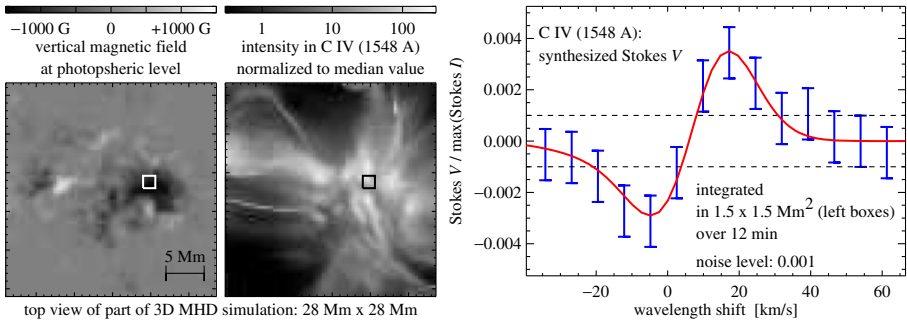 −1000 G 0 +1000 G
vertical magnetic field
at photopsheric level
5 Mm
1 10 100
intensity in C IV (1548 A)
normalized to median value
top view of part of 3D MHD simulation: 28 Mm x 28 Mm
Stokes V / max(Stokes I)
0.004
0.002
0.000
−0.002
−0.004
C IV (1548 A):
synthesized Stokes V
integrated
in 1.5 x 1.5 Mm² (left boxes)
over 12 min
noise level: 0.001
−20 0 20 40 60
wavelength shift [km/s]